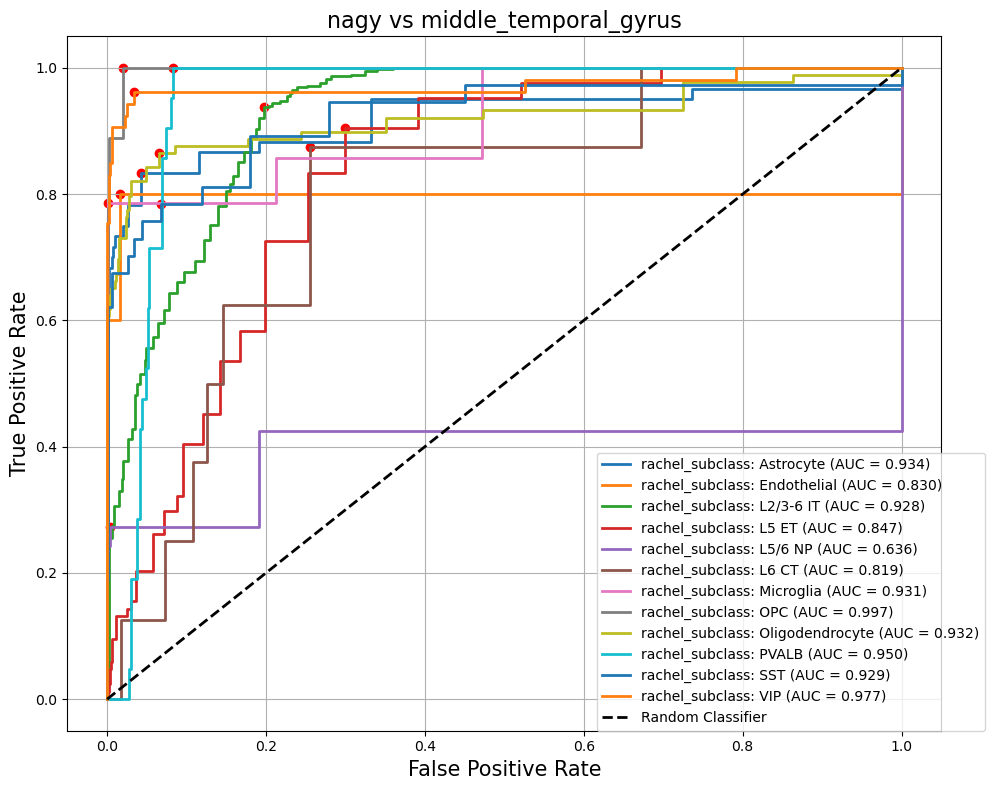 nagy vs middle_temporal_gyrus
True Positive Rate
1.0
0.8
0.6
0.4
0.2
0.0
rachel_subclass: Astrocyte (AUC = 0.934)
rachel_subclass: Endothelial (AUC = 0.830)
rachel_subclass: L2/3-6 IT (AUC = 0.928)
rachel_subclass: L5 ET (AUC = 0.847)
rachel_subclass: L5/6 NP (AUC = 0.636)
rachel_subclass: L6 CT (AUC = 0.819)
rachel_subclass: Microglia (AUC = 0.931)
rachel_subclass: OPC (AUC = 0.997)
rachel_subclass: Oligodendrocyte (AUC = 0.932)
rachel_subclass: PVALB (AUC = 0.950)
rachel_subclass: SST (AUC = 0.929)
rachel_subclass: VIP (AUC = 0.977)
Random Classifier
0.0 0.2 0.4 0.6 0.8 1.0
False Positive Rate